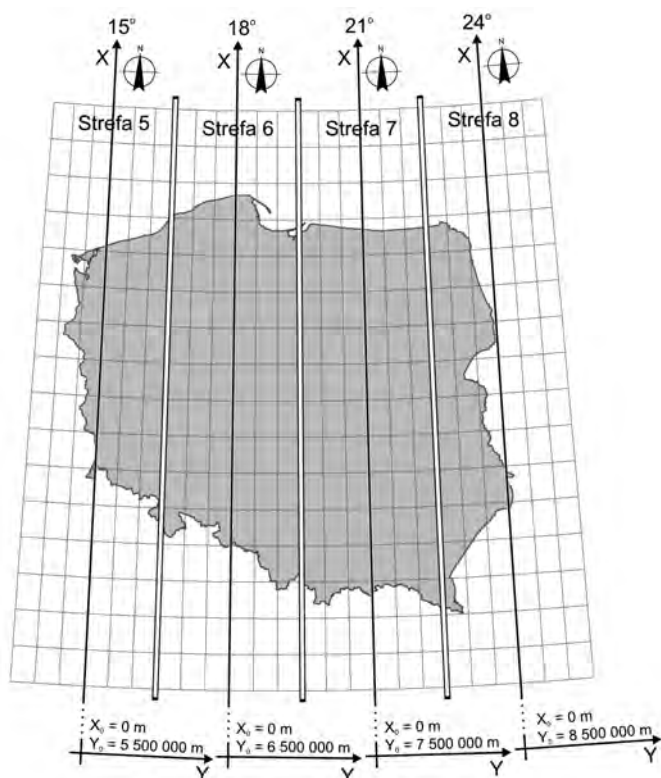 15° 18° 21° 24°
N N N N
X X X X
Strefa 5 Strefa 6 Strefa 7 Strefa 8
X₀ = 0 m
Y₀ = 5 500 000 m
Y
X₀ = 0 m
Y₀ = 6 500 000 m
Y
X₀ = 0 m
Y₀ = 7 500 000 m
Y
X₀ = 0 m
Y₀ = 8 500 000 m
Y